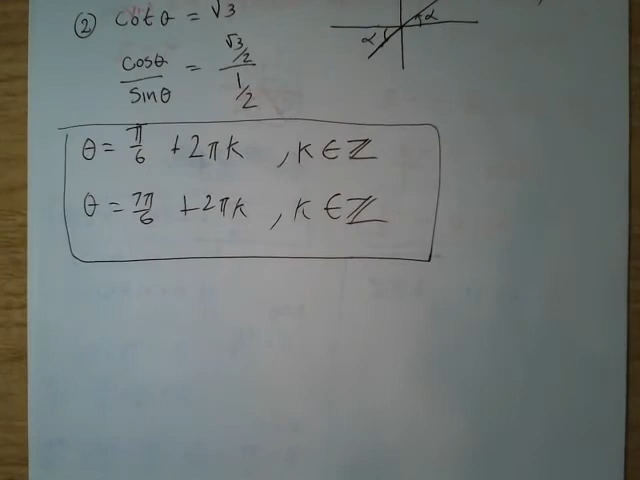 ② cot θ = √3
α α
cosθ/sinθ = (√3/2)/(1/2)
θ = π/6 + 2πk , k ∈ ℤ
θ = 7π/6 + 2πk , k ∈ ℤ